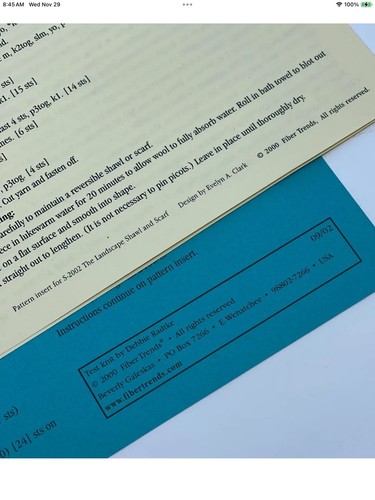 8:45 AM Wed Nov 29
100%
m, k2tog, slm, yo,
sts]
k1. [15 sts]
cast 4 sts, p3tog, k1. [14 sts]
nes. [6 sts]
, p3tog. [4 sts]
Cut yarn and fasten off.
carefully to maintain a reversible shawl or scarf.
iece in lukewarm water for 20 minutes to allow wool to fully absorb water. Roll in bath towel to blot out
on a flat surface and smooth into shape.
straight out to lengthen. (It is not necessary to pin picots.) Leave in place until thoroughly dry.
Pattern Insert for S-2002 The Landscape Shawl and Scarf Design by Evelyn A. Clark © 2000 Fiber Trends, All rights reserved.
Instructions continue on pattern insert.
09/02
Test knit by Debbie Radtke
© 2000 FiberTrends® • All rights reserved
Beverly Galeskas • PO Box 7266 • E Wenatchee • 98802-7266 • USA
www.fibertrends.com
sts)
) [24] sts on